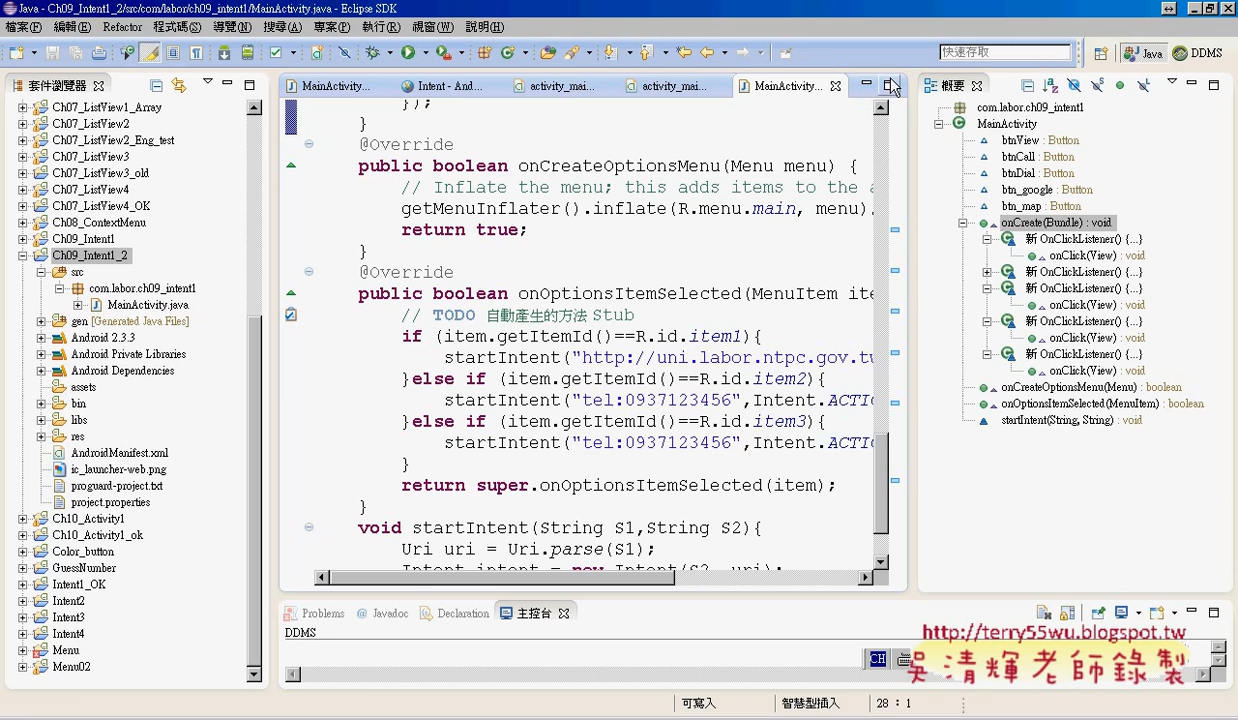 Java - Ch09_Intent1_2/src/com/labor/ch09_intent1/MainActivity.java - Eclipse SDK
檔案(F) 編輯(E) Refactor 程式碼(S) 導覽(N) 搜尋(A) 專案(P) 執行(R) 視窗(W) 說明(H)
快速存取 Java DDMS
套件瀏覽器
Ch07_ListView1_Array
Ch07_ListView2
Ch07_ListView2_Eng_test
Ch07_ListView3
Ch07_ListView3_old
Ch07_ListView4
Ch07_ListView4_OK
Ch08_ContextMenu
Ch09_Intent1
Ch09_Intent1_2
src
com.labor.ch09_intent1
MainActivity.java
gen [Generated Java Files]
Android 2.3.3
Android Private Libraries
Android Dependencies
assets
bin
libs
res
AndroidManifest.xml
ic_launcher-web.png
proguard-project.txt
project.properties
Ch10_Activity1
Ch10_Activity1_ok
Color_button
GuessNumber
Intent1_OK
Intent2
Intent3
Intent4
Menu
Menu02
MainActivity... Intent - And... activity_mai... activity_mai... MainActivity...
});
}
@Override
public boolean onCreateOptionsMenu(Menu menu) {
// Inflate the menu; this adds items to the a
getMenuInflater().inflate(R.menu.main, menu).
return true;
}
@Override
public boolean onOptionsItemSelected(MenuItem ite
// TODO 自動產生的方法 Stub
if (item.getItemId()==R.id.item1){
startIntent("http://uni.labor.ntpc.gov.tw
}else if (item.getItemId()==R.id.item2){
startIntent("tel:0937123456",Intent.ACTIO
}else if (item.getItemId()==R.id.item3){
startIntent("tel:0937123456",Intent.ACTIO
}
return super.onOptionsItemSelected(item);
}
void startIntent(String S1,String S2){
Uri uri = Uri.parse(S1);
Intent intent = new Intent(S2, uri);
概要
com.labor.ch09_intent1
MainActivity
btnView : Button
btnCall : Button
btnDial : Button
btn_google : Button
btn_map : Button
onCreate(Bundle) : void
新 OnClickListener() {...}
onClick(View) : void
新 OnClickListener() {...}
新 OnClickListener() {...}
onClick(View) : void
新 OnClickListener() {...}
onClick(View) : void
新 OnClickListener() {...}
onClick(View) : void
onCreateOptionsMenu(Menu) : boolean
onOptionsItemSelected(MenuItem) : boolean
startIntent(String, String) : void
Problems @ Javadoc Declaration 主控台
DDMS
CH
http://terry55wu.blogspot.tw
吳清輝老師錄製
可寫入 智慧型插入 28 : 1